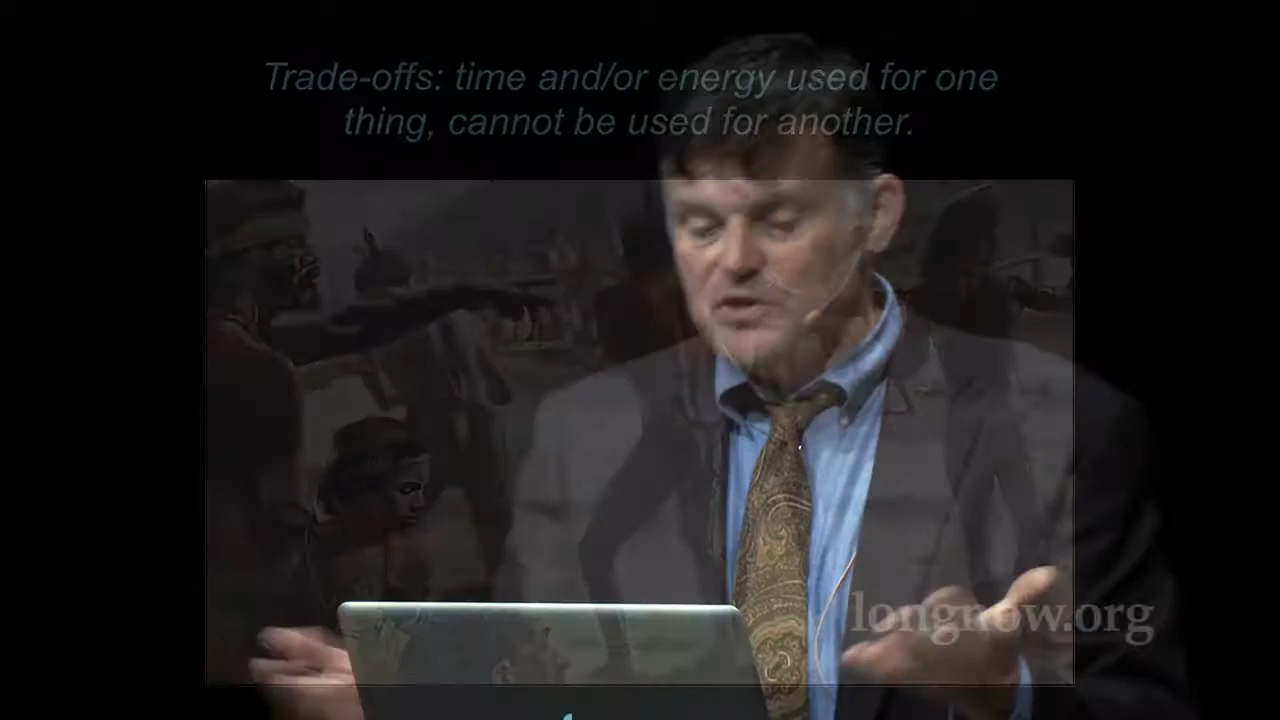 Trade-offs: time and/or energy used for one
thing, cannot be used for another.
longnow.org